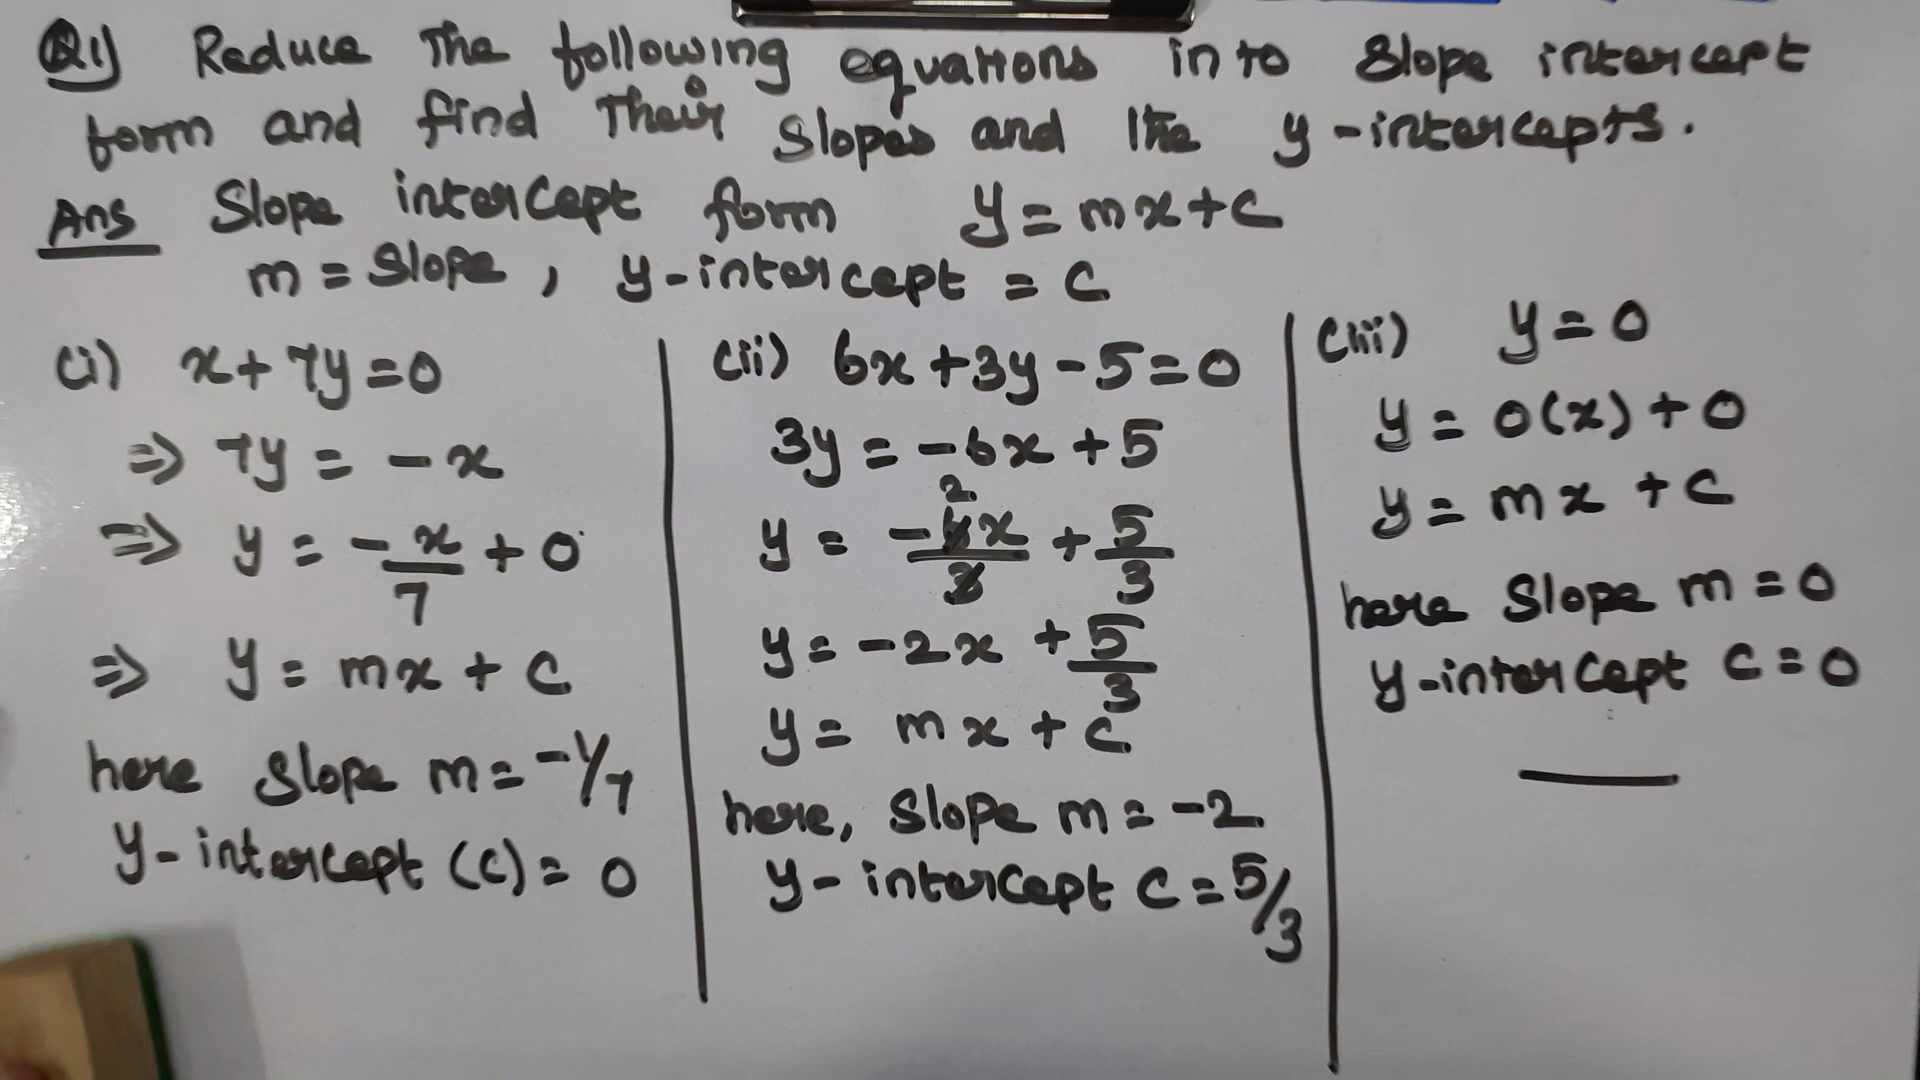 Q1) Reduce The following equations into Slope intercept
form and find Their Slopes and the y-intercepts.
Ans Slope intercept form y = mx+c
m = Slope, y-intercept = c
(i) x + 7y = 0
⇒ 7y = -x
⇒ y = -x/7 + 0
⇒ y = mx + c
here Slope m = -1/7
y-intercept (c) = 0
(ii) 6x + 3y - 5 = 0
3y = -6x + 5
2
y = -6x/3 + 5/3
y = -2x + 5/3
y = mx + c
here, Slope m = -2
y-intercept c = 5/3
(iii) y = 0
y = 0(x) + 0
y = mx + c
here Slope m = 0
y-intercept c = 0